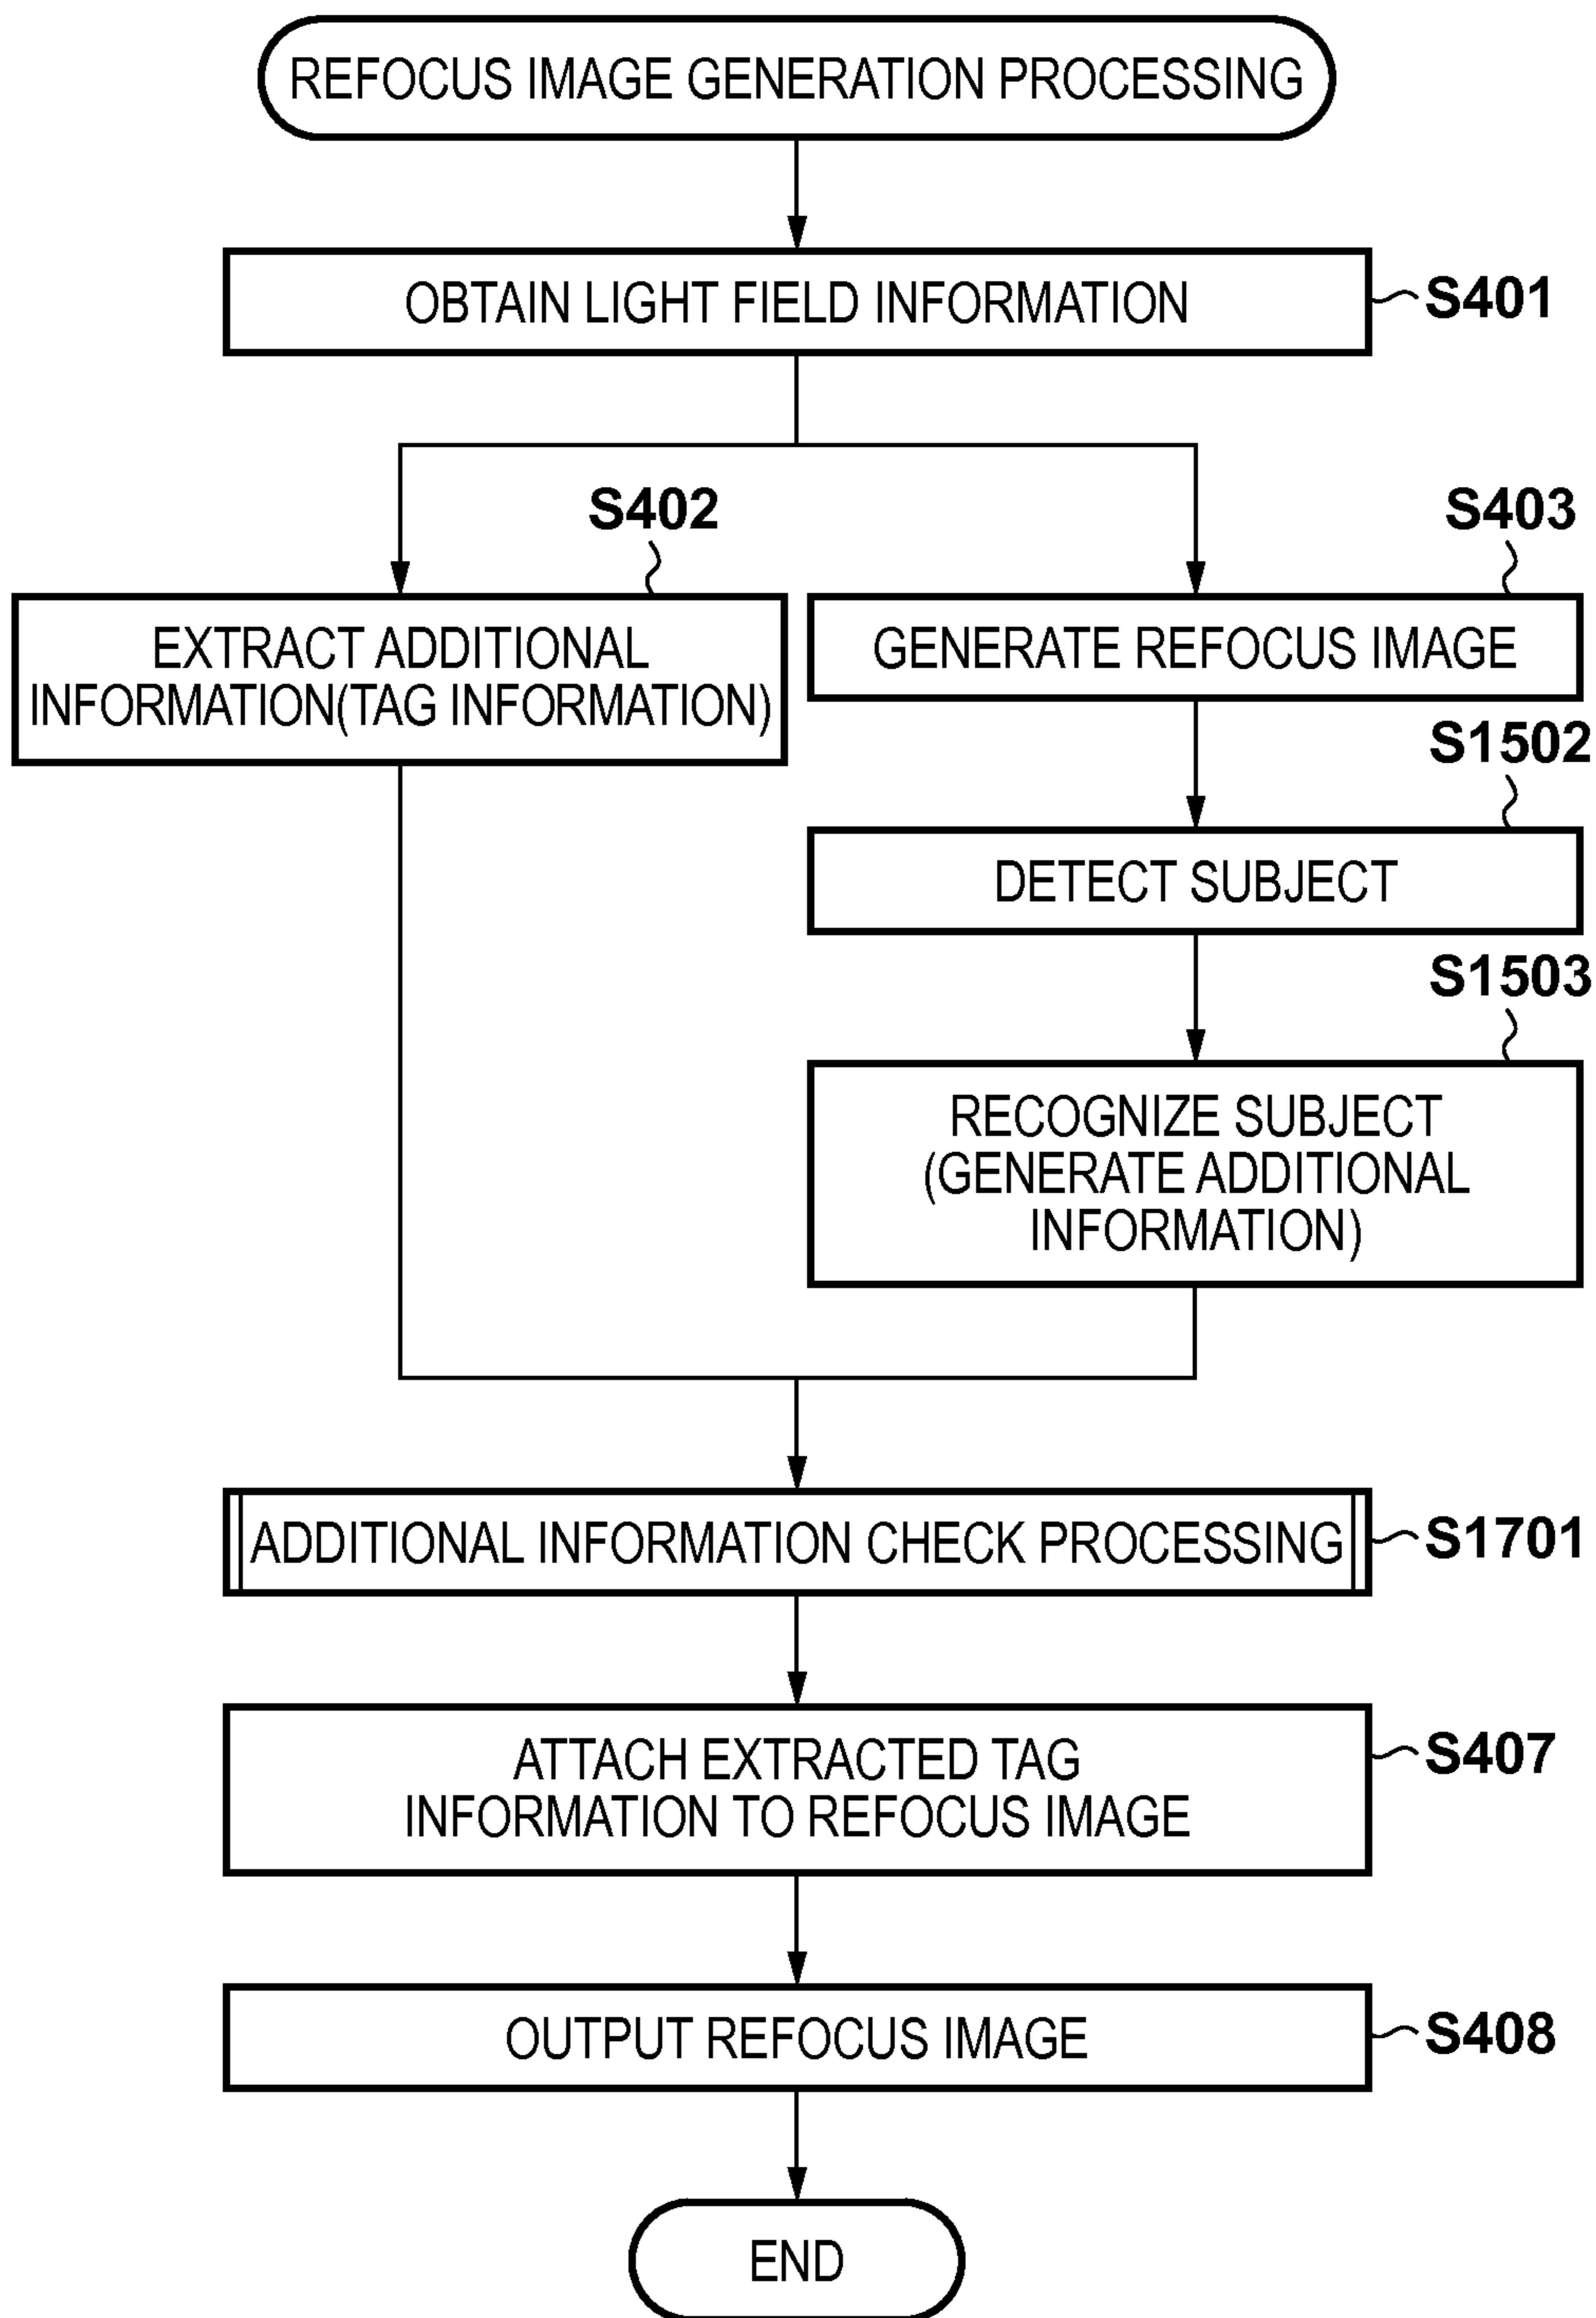 REFOCUS IMAGE GENERATION PROCESSING
OBTAIN LIGHT FIELD INFORMATION
S401
S402
EXTRACT ADDITIONAL
INFORMATION(TAG INFORMATION)
S403
GENERATE REFOCUS IMAGE
S1502
DETECT SUBJECT
S1503
RECOGNIZE SUBJECT
(GENERATE ADDITIONAL
INFORMATION)
ADDITIONAL INFORMATION CHECK PROCESSING
S1701
ATTACH EXTRACTED TAG
INFORMATION TO REFOCUS IMAGE
S407
OUTPUT REFOCUS IMAGE
S408
END